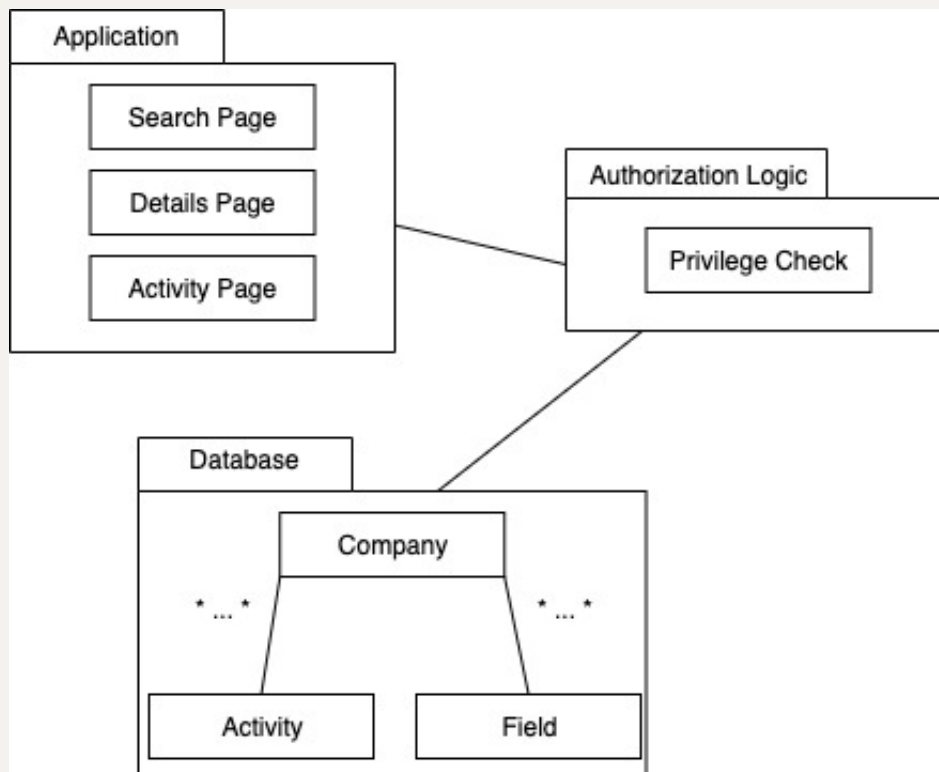 Application
Search Page
Details Page
Activity Page
Authorization Logic
Privilege Check
Database
Company
* ... *
* ... *
Activity
Field